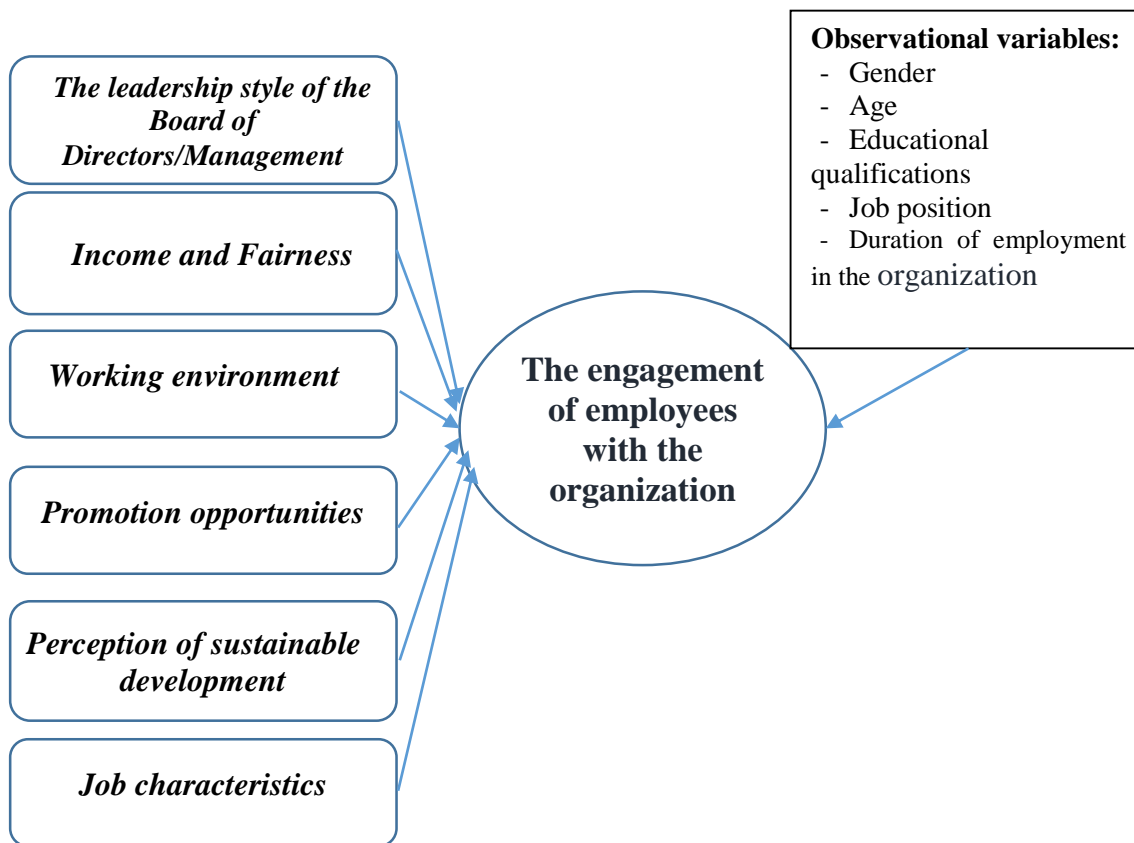 The leadership style of the
Board of
Directors/Management
Income and Fairness
Working environment
Promotion opportunities
Perception of sustainable
development
Job characteristics
The engagement
of employees
with the
organization
Observational variables:
- Gender
- Age
- Educational
qualifications
- Job position
- Duration of employment
in the organization